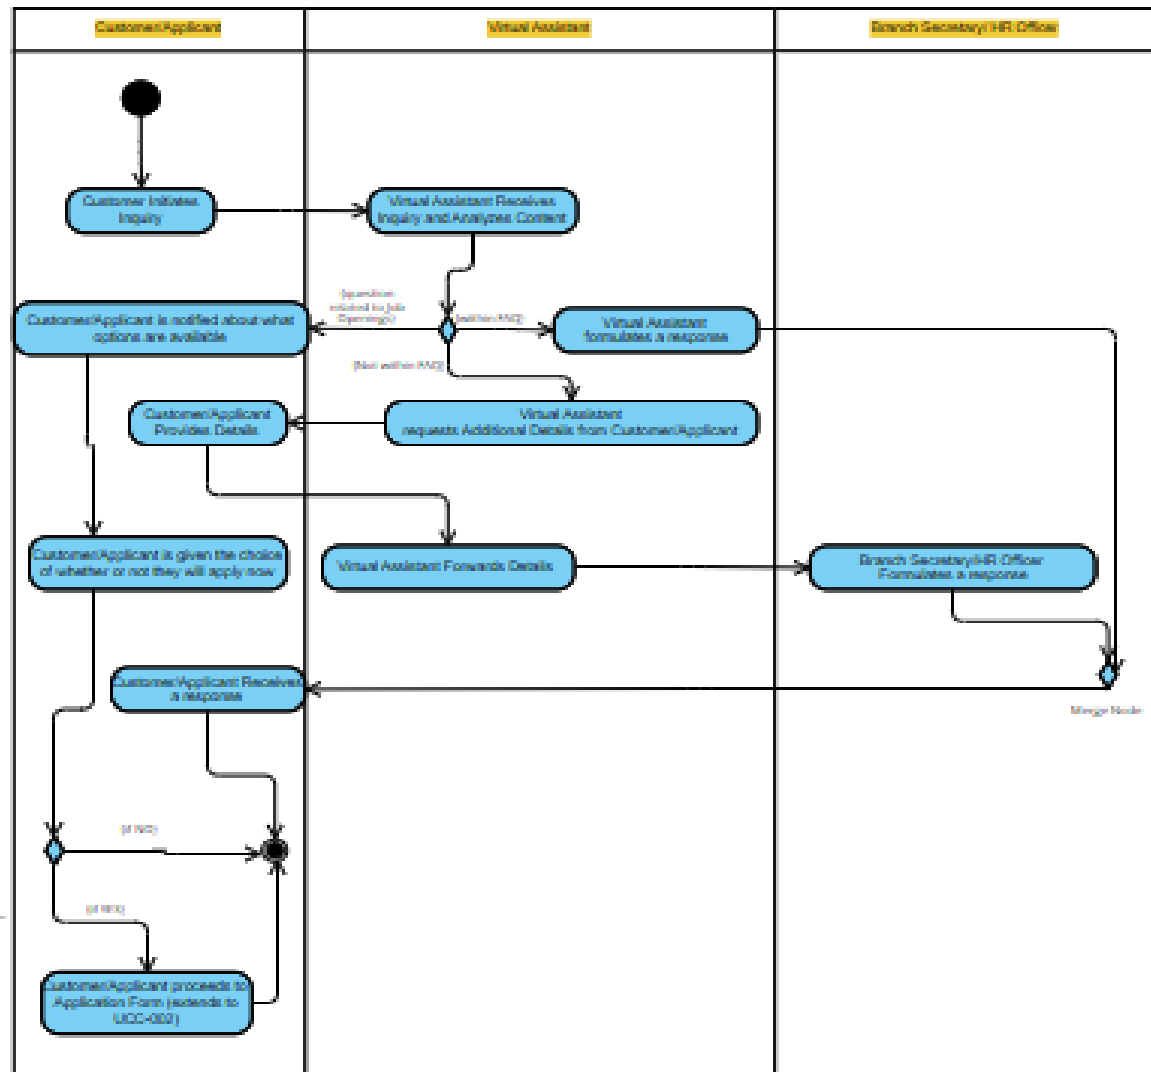 Customer/Applicant
Virtual Assistant
Branch Secretary/HR Officer
Customer Initiates
Inquiry
Virtual Assistant Receives
Inquiry and Analyzes Content
(question
related to Job
Opening(s)
Customer/Applicant is notified about what
options are available
(within FAQ)
Virtual Assistant
formulates a response
(Not within FAQ)
Customer/Applicant
Provides Details
Virtual Assistant
requests Additional Details from Customer/Applicant
Customer/Applicant is given the choice
of whether or not they will apply now
Virtual Assistant Forwards Details
Branch Secretary/HR Officer
Formulates a response
Customer/Applicant Receives
a response
Merge Node
(if NO)
(if YES)
Customer/Applicant proceeds to
Application Form (extends to
UCC-002)